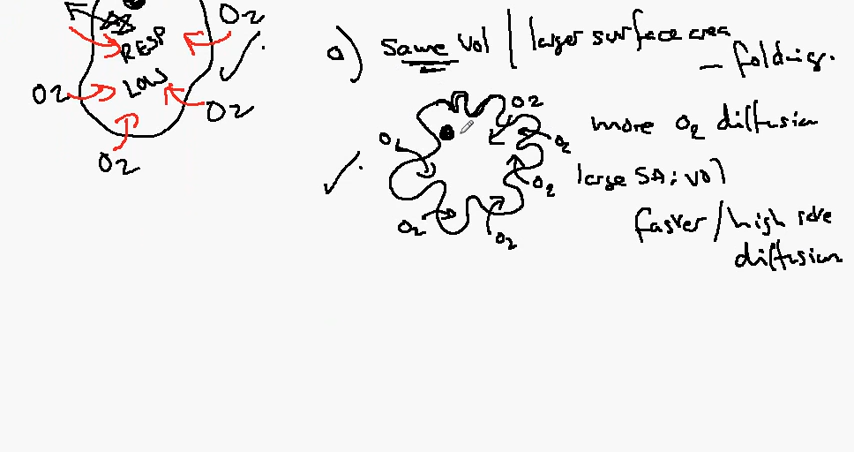 O2
RESP
LOW
O2
O2
O2
a) Same Vol | larger surface area
– folding.
O2
O2
O2
O2
O2
O2
more O2 diffusion
large SA: vol
faster/high rate
diffusion